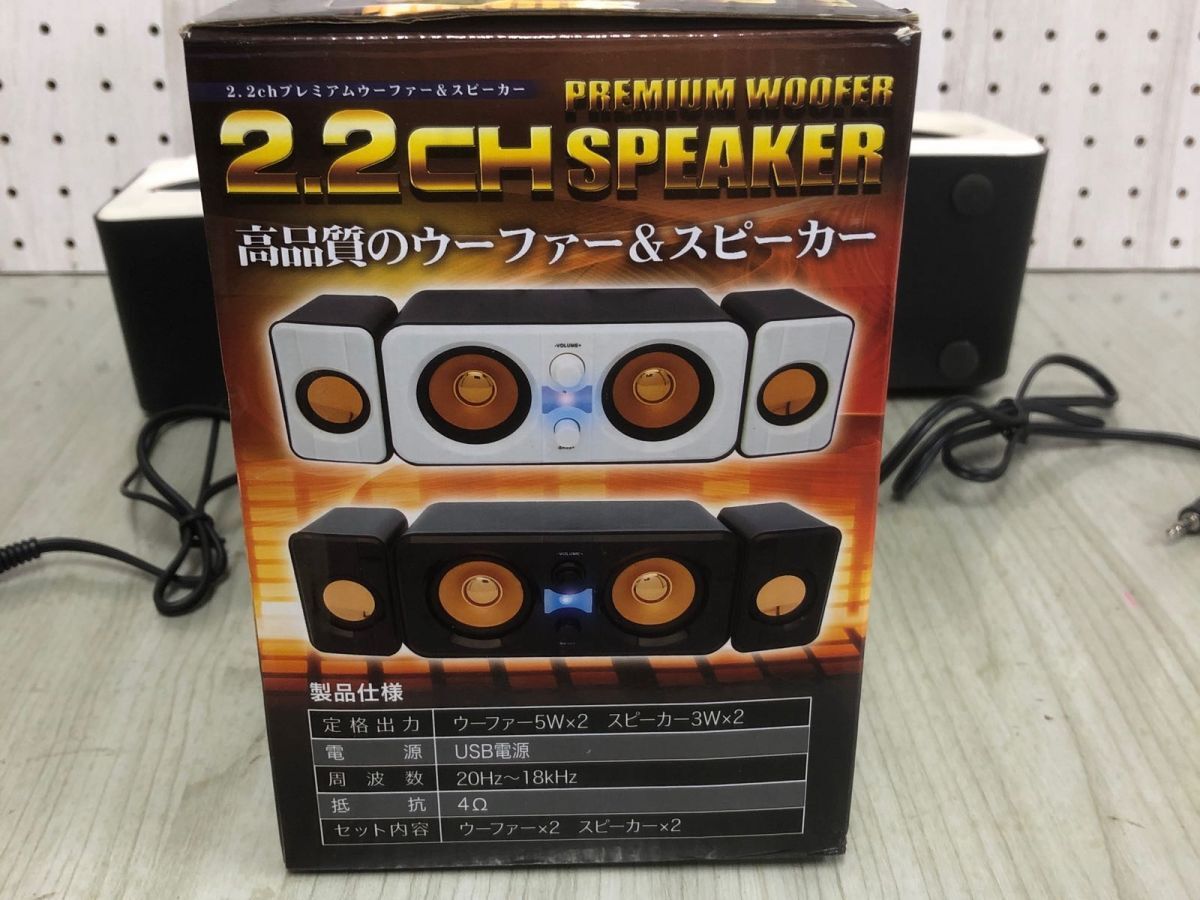 2.2chプレミアムウーファー＆スピーカー
PREMIUM WOOFER
2.2CH SPEAKER
高品質のウーファー＆スピーカー
-VOLUME+
-VOLUME+
製品仕様
定格出力 ウーファー5W×2 スピーカー3W×2
電源 USB電源
周波数 20Hz～18kHz
抵抗 4Ω
セット内容 ウーファー×2 スピーカー×2